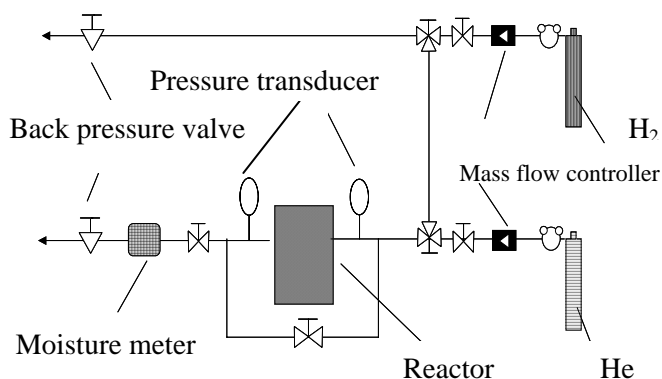 Pressure transducer
Back pressure valve
H₂
Mass flow controller
Moisture meter
Reactor
He